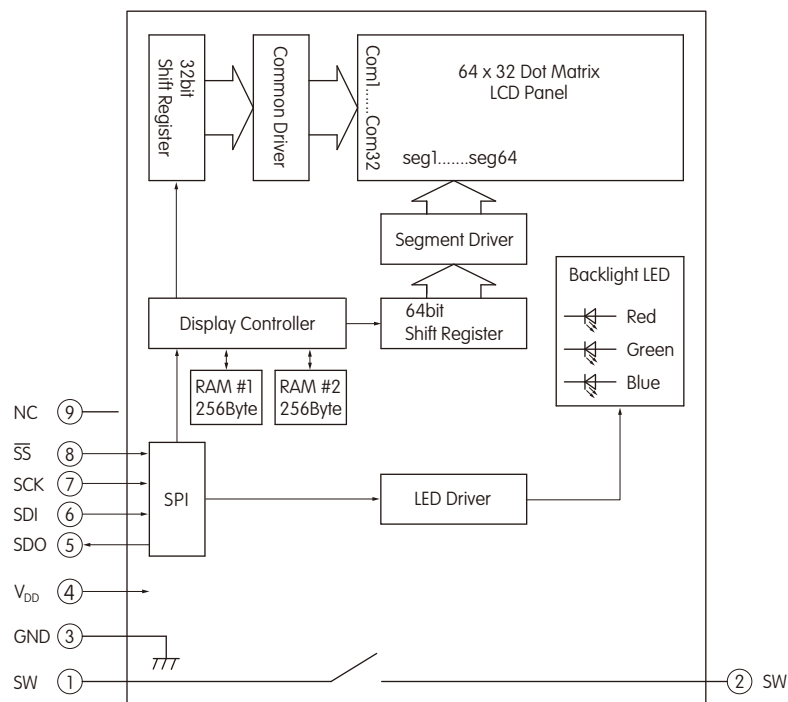 32bit
Shift Register
Common Driver
Com1......Com32
64 x 32 Dot Matrix
LCD Panel
seg1.......seg64
Segment Driver
Backlight LED
Red
Green
Blue
Display Controller
64bit
Shift Register
RAM #1
256Byte
RAM #2
256Byte
NC 9
S̅S̅ 8
SCK 7
SDI 6
SDO 5
SPI
LED Driver
VDD 4
GND 3
SW 1
2 SW